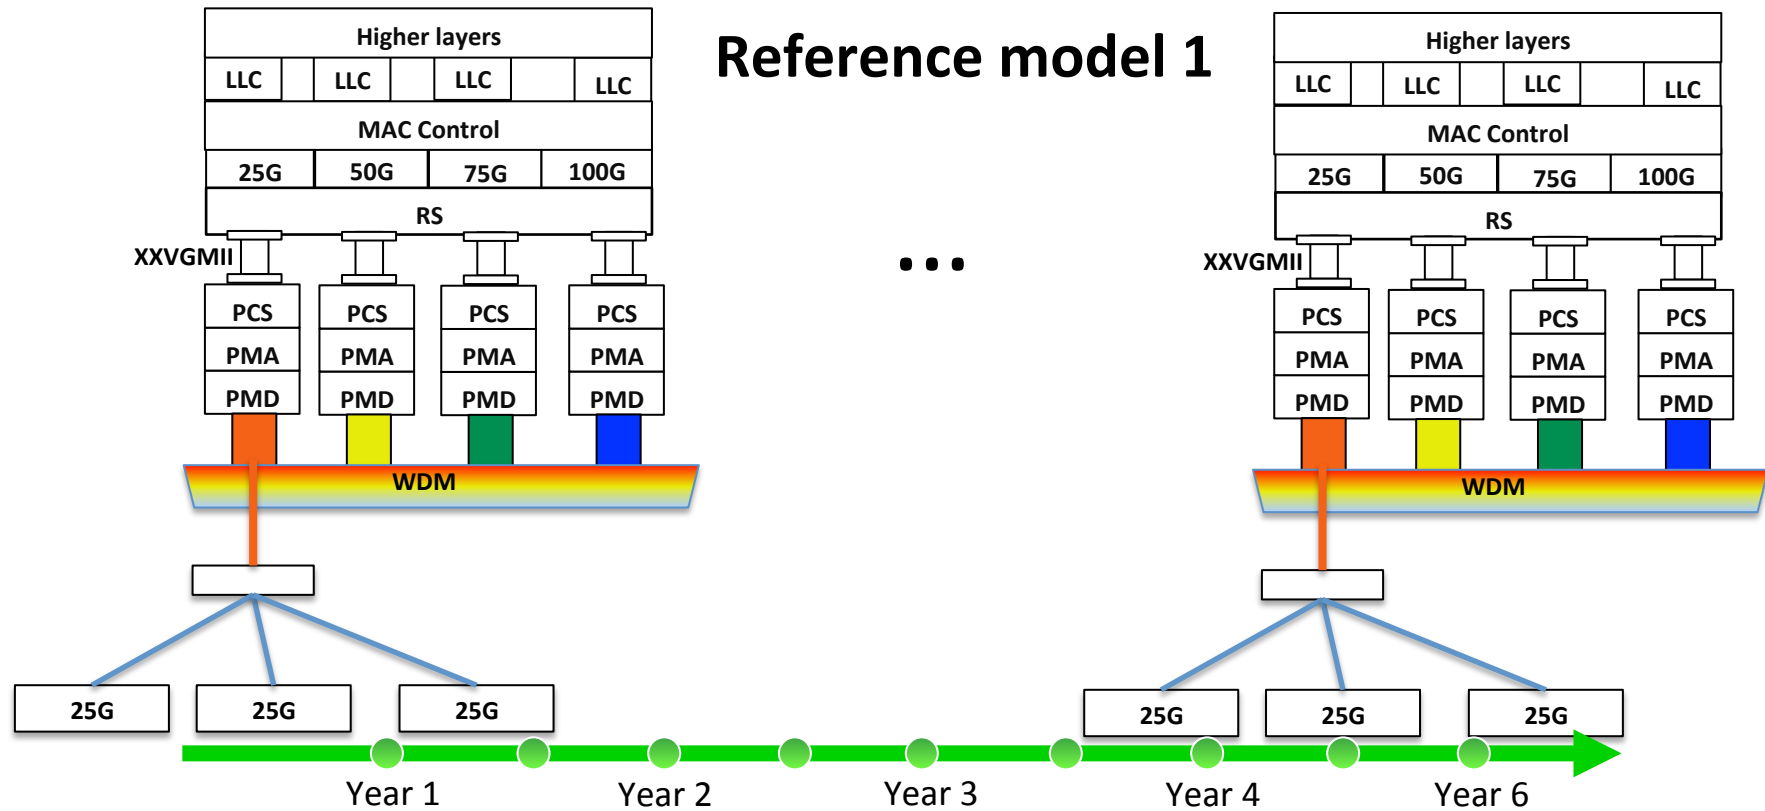 Reference model 1
Higher layers
LLC LLC LLC LLC
MAC Control
25G 50G 75G 100G
RS
XXVGMII
PCS PCS PCS PCS
PMA PMA PMA PMA
PMD PMD PMD PMD
WDM
25G 25G 25G
...
Higher layers
LLC LLC LLC LLC
MAC Control
25G 50G 75G 100G
RS
XXVGMII
PCS PCS PCS PCS
PMA PMA PMA PMA
PMD PMD PMD PMD
WDM
25G 25G 25G
Year 1 Year 2 Year 3 Year 4 Year 6